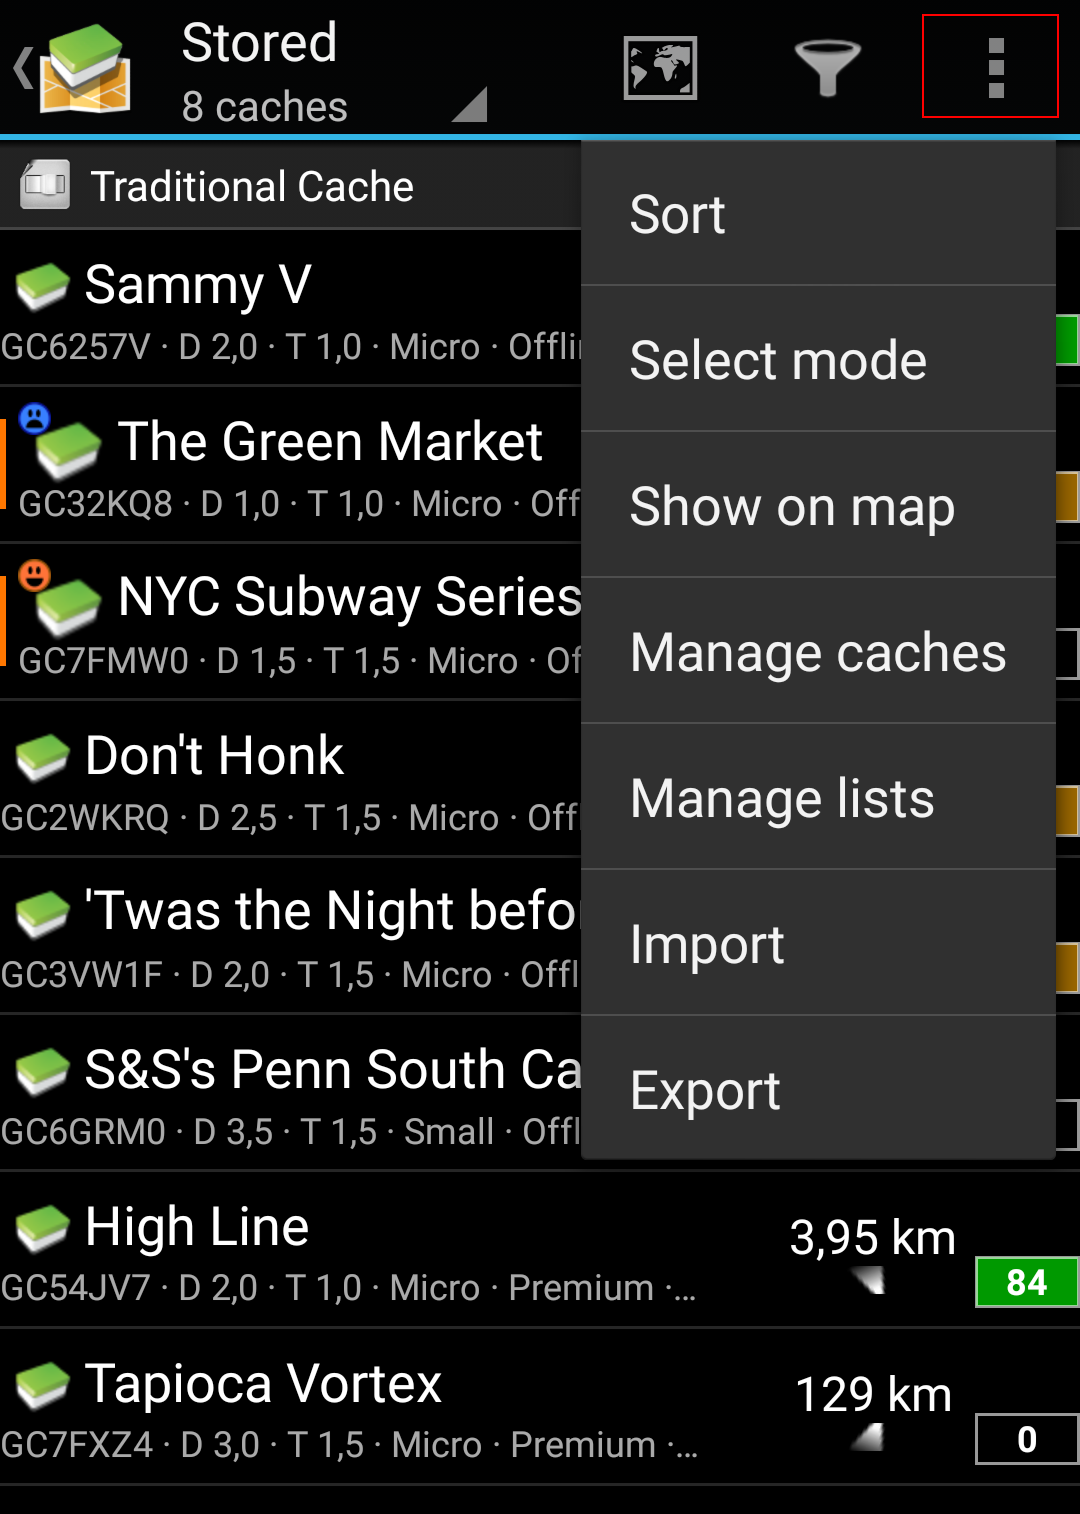 Stored
8 caches
Traditional Cache
Sort
Select mode
Show on map
Manage caches
Manage lists
Import
Export
Sammy V
GC6257V · D 2,0 · T 1,0 · Micro ·
The Green Market
GC32KQ8 · D 1,0 · T 1,0 · Micro · Off
NYC Subway Series
GC7FMW0 · D 1,5 · T 1,5 · Micro · Of
Don't Honk
GC2WKRQ · D 2,5 · T 1,5 · Micro · Off
'Twas the Night befo
GC3VW1F · D 2,0 · T 1,5 · Micro · Offl
S&S's Penn South Ca
GC6GRM0 · D 3,5 · T 1,5 · Small · Offl
High Line
3,95 km
GC54JV7 · D 2,0 · T 1,0 · Micro · Premium ·...
84
Tapioca Vortex
129 km
GC7FXZ4 · D 3,0 · T 1,5 · Micro · Premium ·...
0